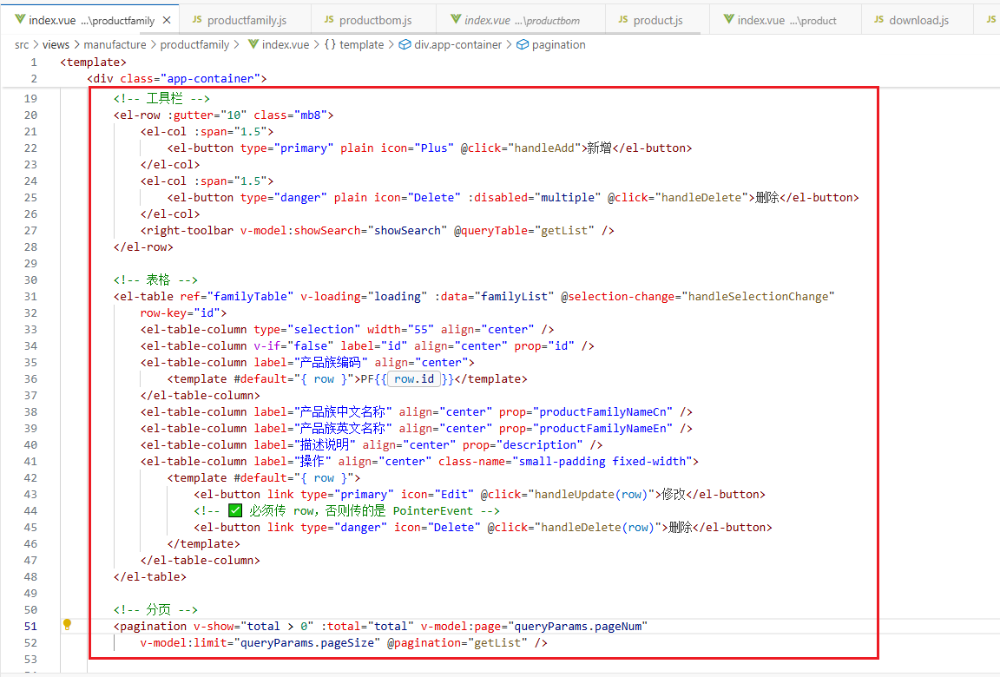 index.vue ...\productfamily ×
JS productfamily.js
JS productbom.js
index.vue ...\productbom
JS product.js
index.vue ...\product
JS download.js
JS
src > views > manufacture > productfamily > index.vue > {} template > div.app-container > pagination
1 <template>
2 <div class="app-container">
19 <!-- 工具栏 -->
20 <el-row :gutter="10" class="mb8">
21 <el-col :span="1.5">
22 <el-button type="primary" plain icon="Plus" @click="handleAdd">新增</el-button>
23 </el-col>
24 <el-col :span="1.5">
25 <el-button type="danger" plain icon="Delete" :disabled="multiple" @click="handleDelete">删除</el-button>
26 </el-col>
27 <right-toolbar v-model:showSearch="showSearch" @queryTable="getList" />
28 </el-row>
29
30 <!-- 表格 -->
31 <el-table ref="familyTable" v-loading="loading" :data="familyList" @selection-change="handleSelectionChange"
32 row-key="id">
33 <el-table-column type="selection" width="55" align="center" />
34 <el-table-column v-if="false" label="id" align="center" prop="id" />
35 <el-table-column label="产品族编码" align="center">
36 <template #default="{ row }">PF{{ row.id }}</template>
37 </el-table-column>
38 <el-table-column label="产品族中文名称" align="center" prop="productFamilyNameCn" />
39 <el-table-column label="产品族英文名称" align="center" prop="productFamilyNameEn" />
40 <el-table-column label="描述说明" align="center" prop="description" />
41 <el-table-column label="操作" align="center" class-name="small-padding fixed-width">
42 <template #default="{ row }">
43 <el-button link type="primary" icon="Edit" @click="handleUpdate(row)">修改</el-button>
44 <!-- ✅ 必须传 row，否则传的是 PointerEvent -->
45 <el-button link type="danger" icon="Delete" @click="handleDelete(row)">删除</el-button>
46 </template>
47 </el-table-column>
48 </el-table>
49
50 <!-- 分页 -->
51 <pagination v-show="total > 0" :total="total" v-model:page="queryParams.pageNum"
52 v-model:limit="queryParams.pageSize" @pagination="getList" />
53